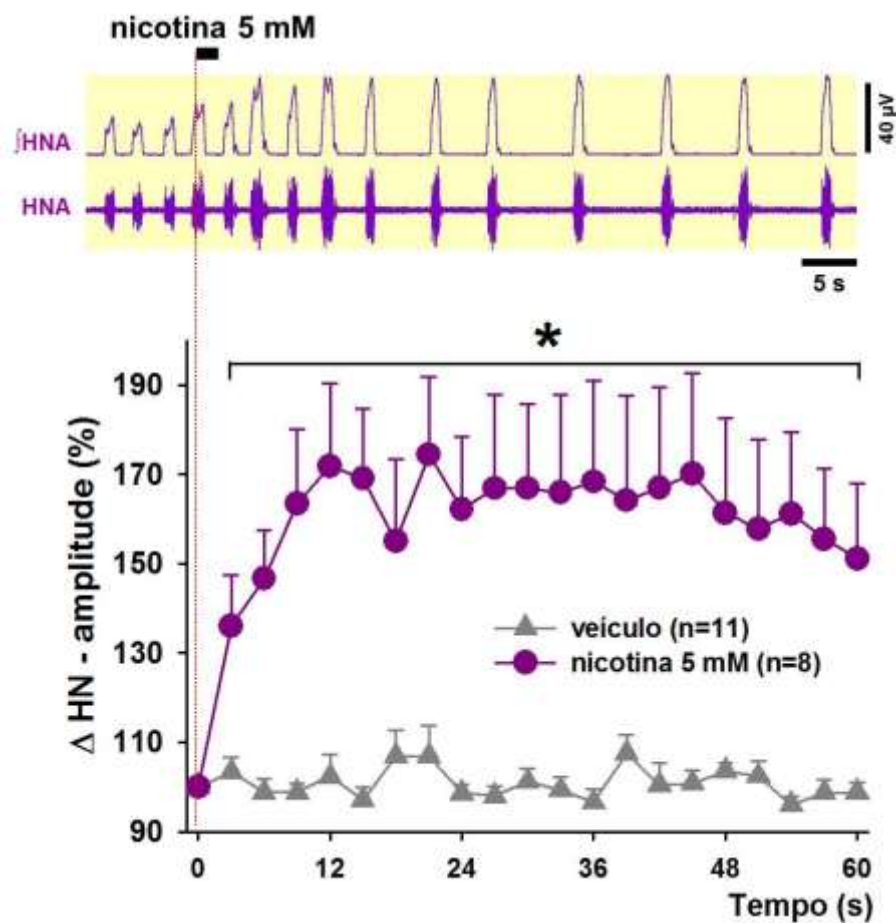 nicotina 5 mM
∫HNA
40 µV
HNA
5 s
*
190
170
150
130
110
90
Δ HN - amplitude (%)
veiculo (n=11)
nicotina 5 mM (n=8)
0 12 24 36 48 60
Tempo (s)